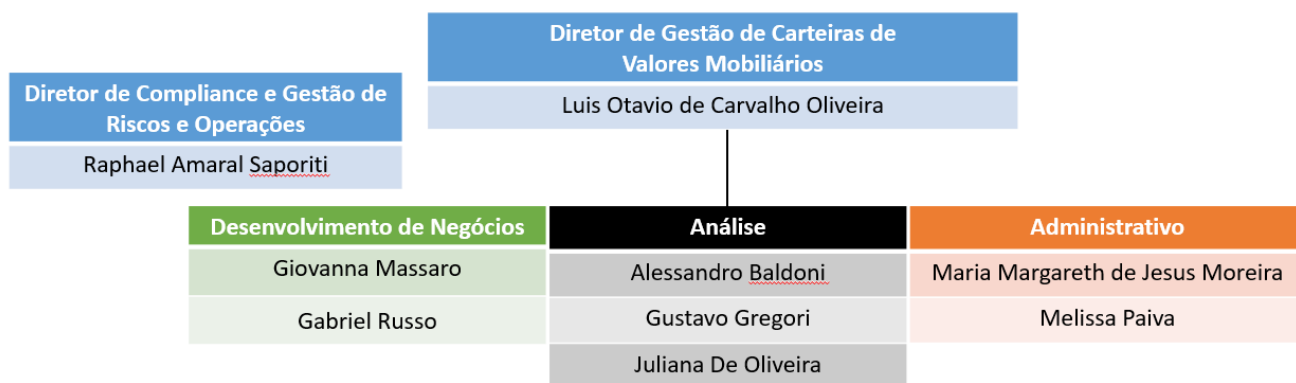 Diretor de Gestão de Carteiras de
Valores Mobiliários
Luis Otavio de Carvalho Oliveira
Diretor de Compliance e Gestão de
Riscos e Operações
Raphael Amaral Saporiti
Desenvolvimento de Negócios
Giovanna Massaro
Gabriel Russo
Análise
Alessandro Baldoni
Gustavo Gregori
Juliana De Oliveira
Administrativo
Maria Margareth de Jesus Moreira
Melissa Paiva